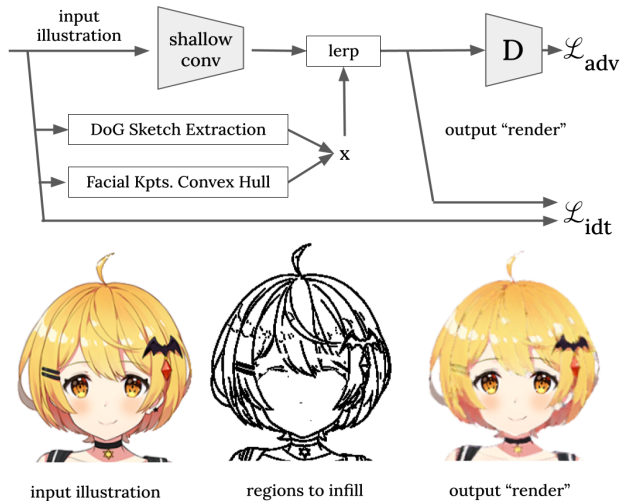 input
illustration
shallow
conv
lerp
D
ℒadv
DoG Sketch Extraction
x
output “render”
Facial Kpts. Convex Hull
ℒidt
input illustration
regions to infill
output “render”